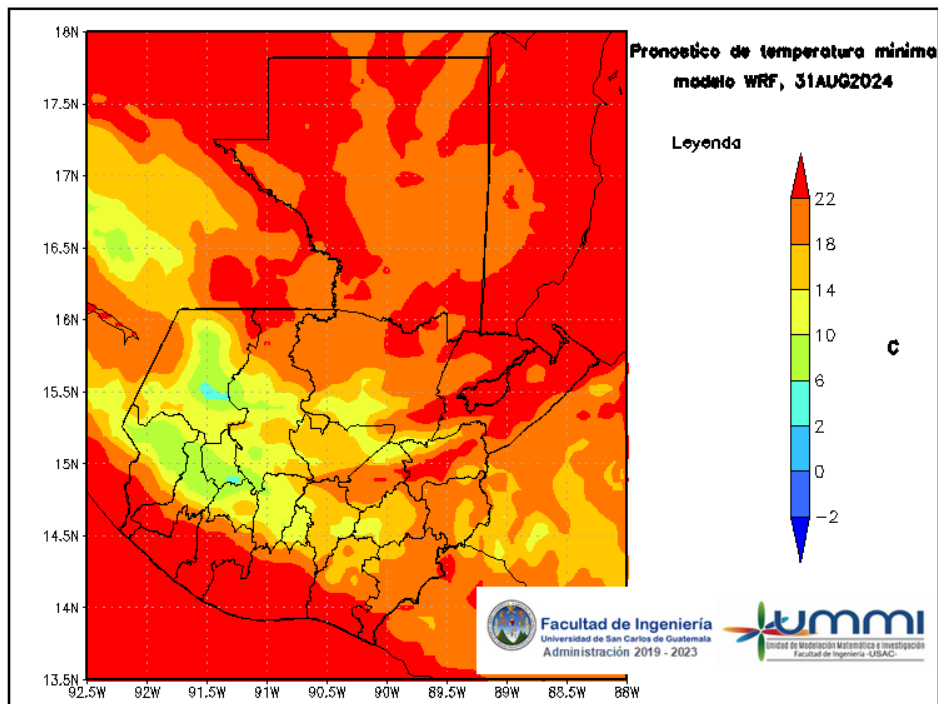 Pronostico de temperatura minima
modelo WRF, 31AUG2024
Leyenda
22
18
14
10
6
2
0
−2
C
18N
17.5N
17N
16.5N
16N
15.5N
15N
14.5N
14N
13.5N
92.5W
92W
91.5W
91W
90.5W
90W
89.5W
89W
88.5W
88W
Facultad de Ingeniería
Universidad de San Carlos de Guatemala
Administración 2019 - 2023
ummi
Unidad de Modelación Matemática e Investigación
Facultad de Ingeniería -USAC-